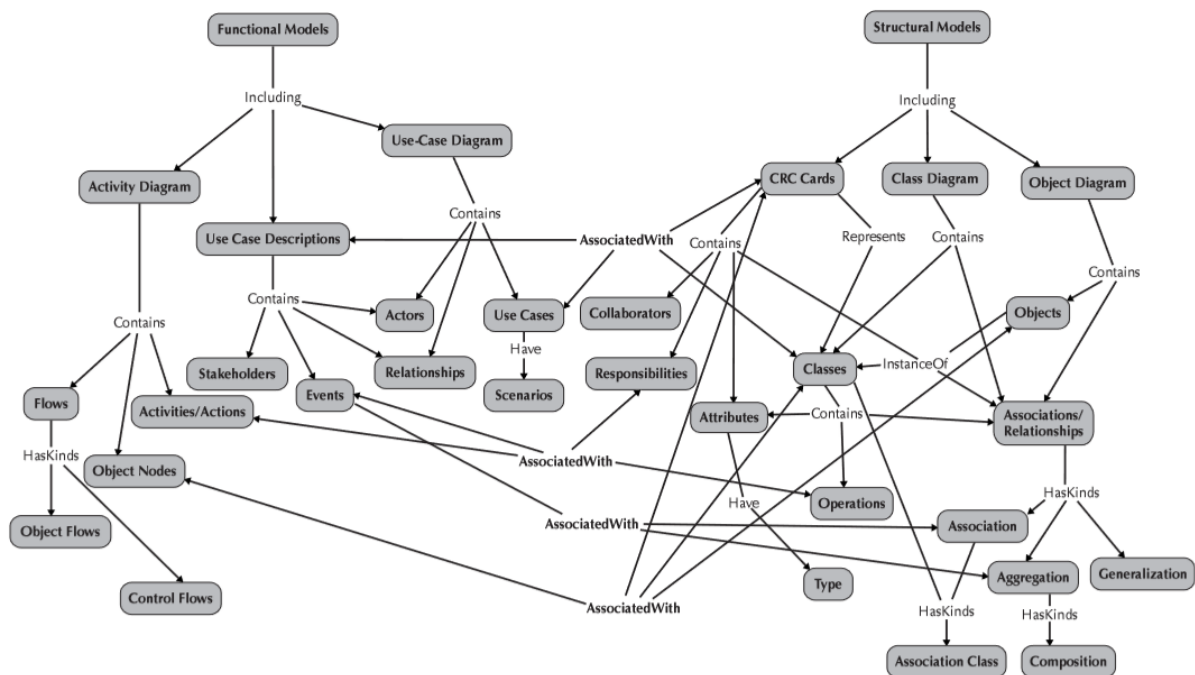 Functional Models
Structural Models
Including
Including
Use-Case Diagram
Activity Diagram
CRC Cards
Class Diagram
Object Diagram
Contains
Use Case Descriptions
AssociatedWith
Contains
Represents
Contains
Contains
Contains
Actors
Use Cases
Collaborators
Objects
Contains
Have
InstanceOf
Stakeholders
Relationships
Responsibilities
Classes
Events
Scenarios
Flows
Activities/Actions
Attributes
Contains
Associations/
Relationships
HasKinds
Object Nodes
AssociatedWith
HasKinds
Have
Operations
AssociatedWith
Association
Object Flows
Control Flows
Type
Aggregation
Generalization
AssociatedWith
HasKinds
HasKinds
Association Class
Composition